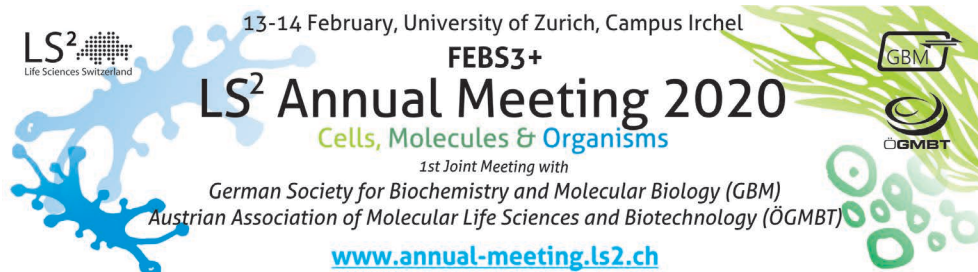 13-14 February, University of Zurich, Campus Irchel
LS²
Life Sciences Switzerland
FEBS3+
GBM
LS² Annual Meeting 2020
Cells, Molecules & Organisms
ÖGMBT
1st Joint Meeting with
German Society for Biochemistry and Molecular Biology (GBM)
Austrian Association of Molecular Life Sciences and Biotechnology (ÖGMBT)
www.annual-meeting.ls2.ch